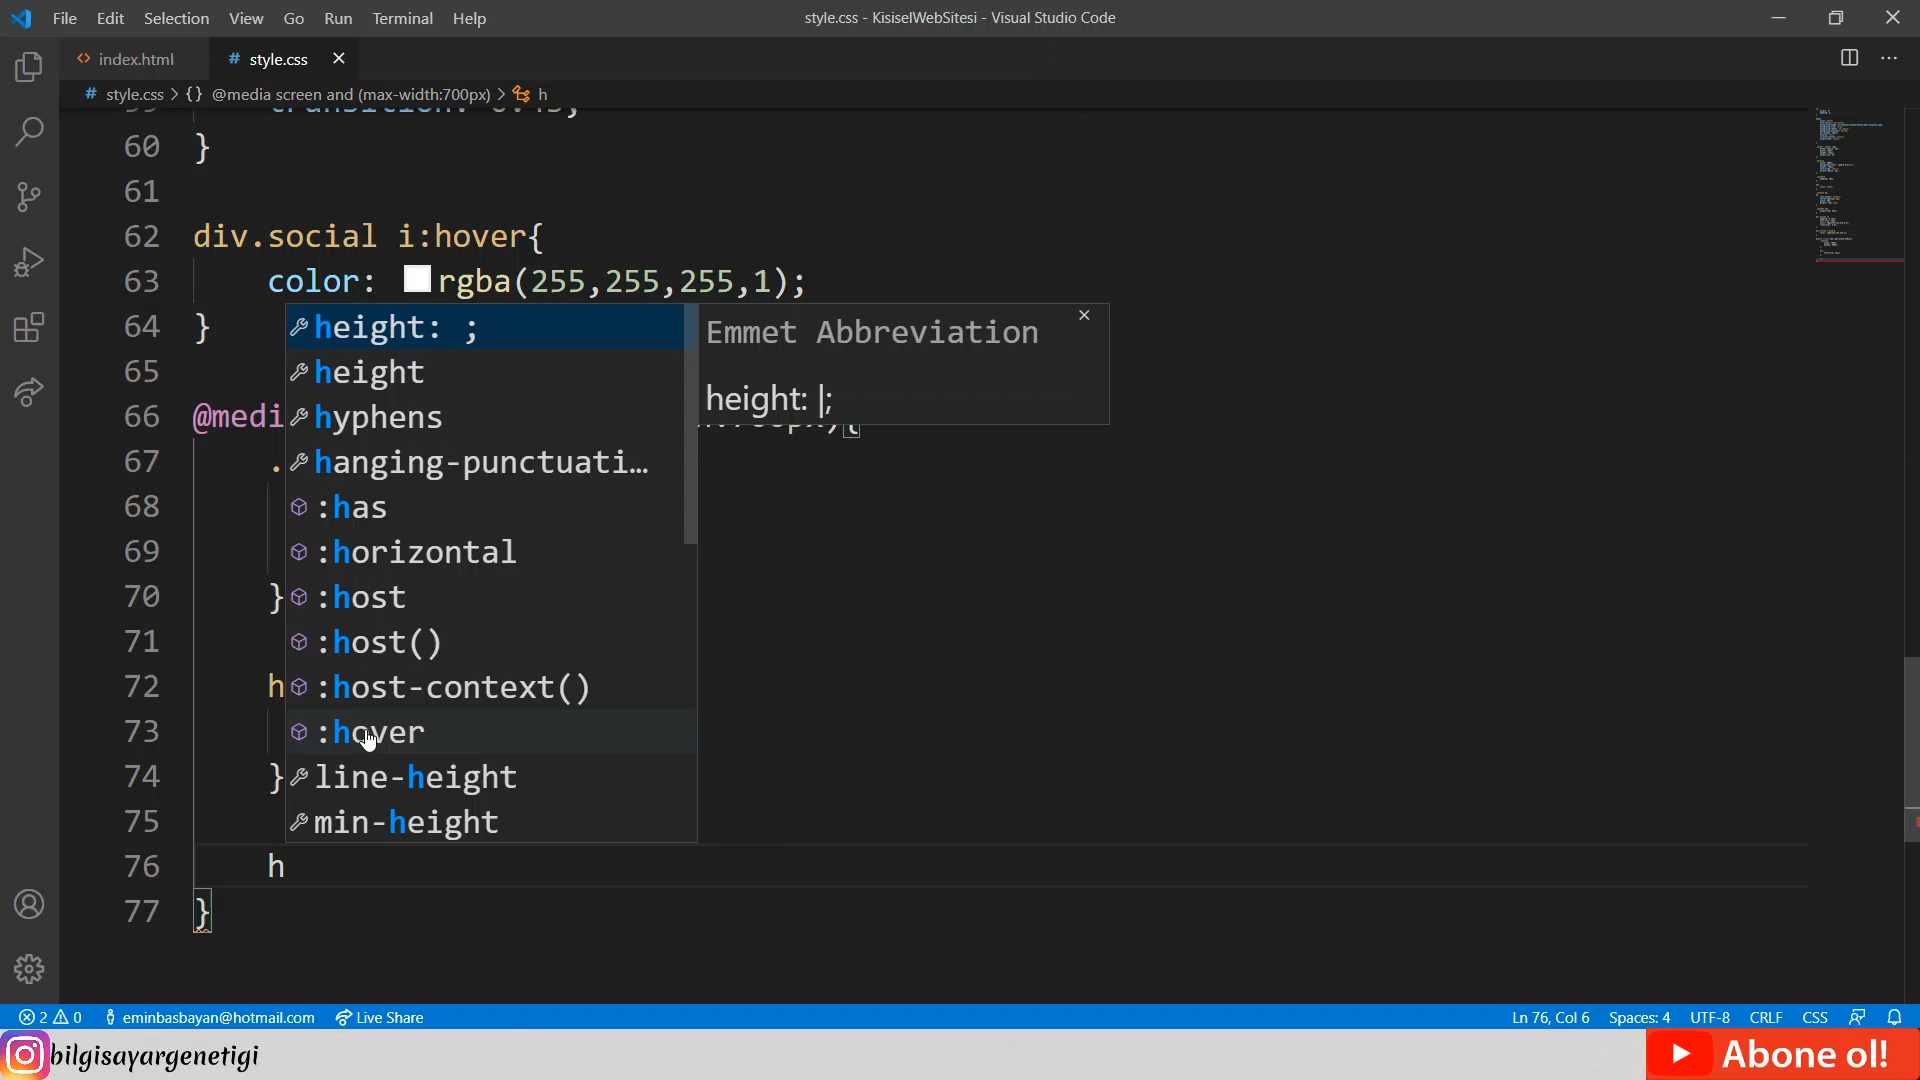 File Edit Selection View Go Run Terminal Help
style.css - KisiselWebSitesi - Visual Studio Code
<> index.html # style.css
# style.css > {} @media screen and (max-width:700px) > h
60 }
61
62 div.social i:hover{
63 color: rgba(255,255,255,1);
64 }
65
66 @medi
67 .
68
69
70 }
71
72 h
73
74 }
75
76 h
77 }
height: ;
height
hyphens
hanging-punctuati…
:has
:horizontal
:host
:host()
:host-context()
:hover
line-height
min-height
Emmet Abbreviation
height: |;
2 0 eminbasbayan@hotmail.com Live Share
Ln 76, Col 6 Spaces: 4 UTF-8 CRLF CSS
bilgisayargenetigi
Abone ol!